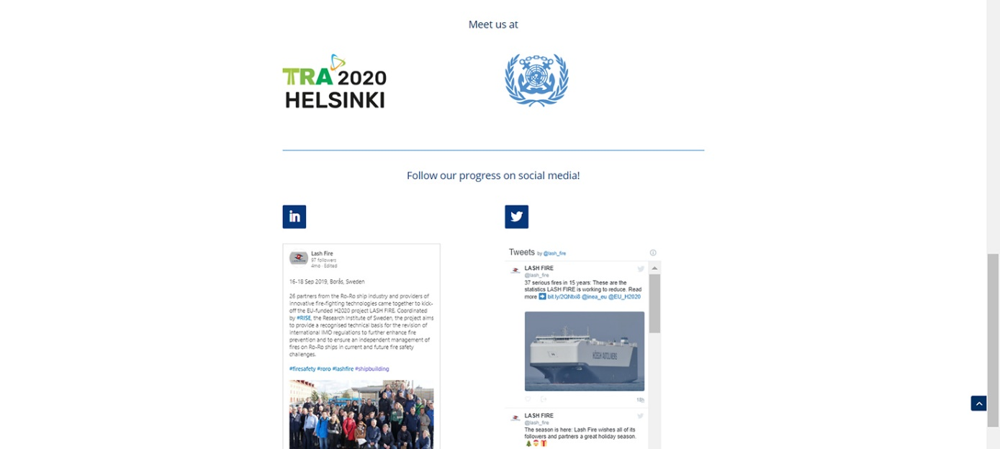 Meet us at
TRA 2020
HELSINKI
Follow our progress on social media!
in
Lash Fire
97 followers
4mo · Edited
16-18 Sep 2019, Borås, Sweden
26 partners from the Ro-Ro ship industry and providers of
innovative fire-fighting technologies came together to kick-
off the EU-funded H2020 project LASH FIRE. Coordinated
by #RISE, the Research Institute of Sweden, the project aims
to provide a recognised technical basis for the revision of
international IMO regulations to further enhance fire
prevention and to ensure an independent management of
fires on Ro-Ro ships in current and future fire safety
challenges.
#firesafety #roro #lashfire #shipbuilding
Tweets by @lash_fire
LASH FIRE
@lash_fire
37 serious fires in 15 years: These are the
statistics LASH FIRE is working to reduce. Read
more ➡ bit.ly/2QNtxi8 @inea_eu @EU_H2020
HÖEGH AUTOLINERS
LASH FIRE
@lash_fire
The season is here: Lash Fire wishes all of its
followers and partners a great holiday season.
🎄🎅🎁